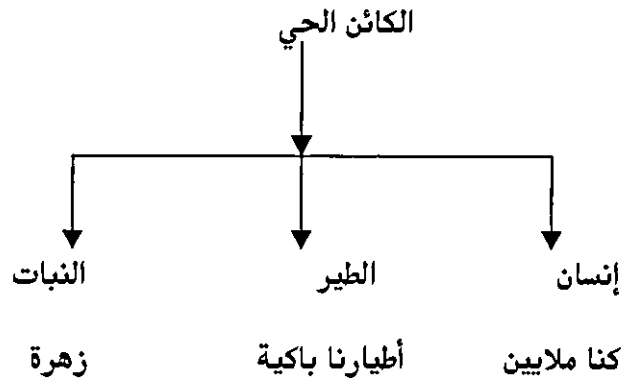 الكائن الحي
إنسان الطير النبات
كنا ملايين أطيارنا باكية زهرة